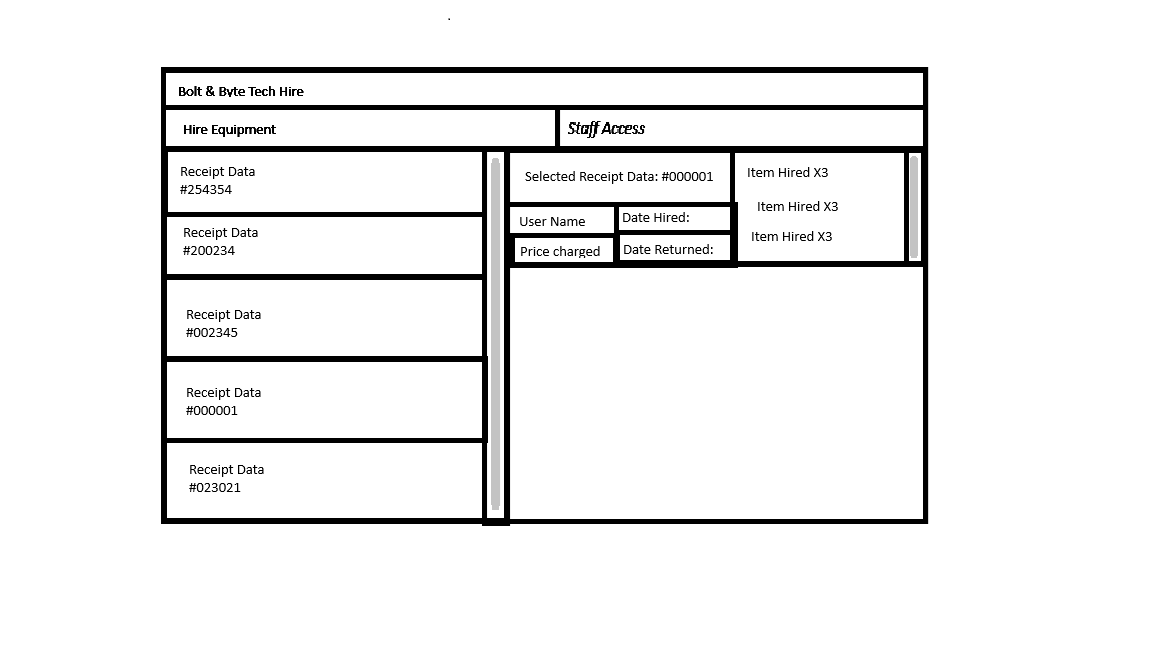 Bolt & Byte Tech Hire
Hire Equipment
Staff Access
Receipt Data
#254354
Receipt Data
#200234
Receipt Data
#002345
Receipt Data
#000001
Receipt Data
#023021
Selected Receipt Data: #000001
User Name
Date Hired:
Price charged
Date Returned:
Item Hired X3
Item Hired X3
Item Hired X3